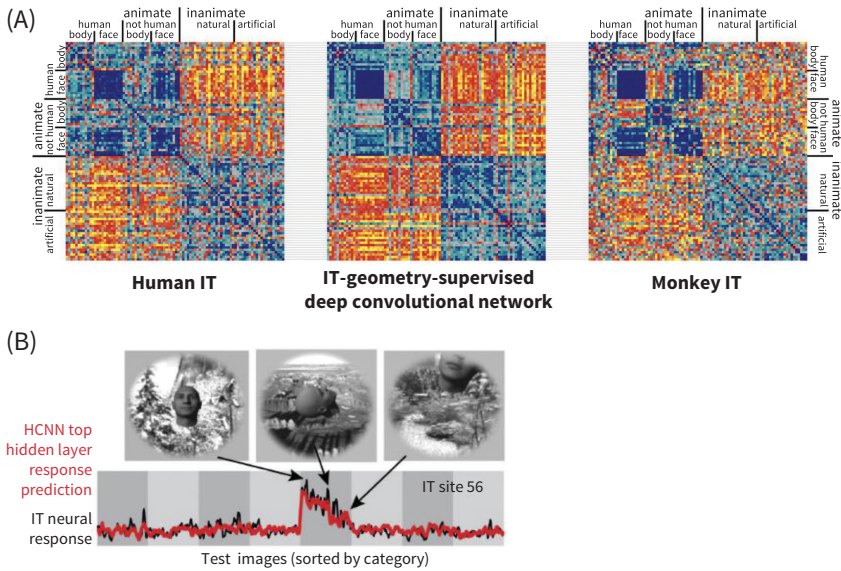 (A)
animate
inanimate
human
not human
natural
artificial
body
face
body
face
animate
inanimate
human
not human
natural
artificial
body
face
body
face
animate
inanimate
human
not human
natural
artificial
body
face
body
face
animate
human
body
face
not human
body
face
inanimate
natural
artificial
body
face
human
body
face
not human
animate
natural
artificial
inanimate
Human IT
IT-geometry-supervised
deep convolutional network
Monkey IT
(B)
HCNN top
hidden layer
response
prediction
IT neural
response
IT site 56
Test images (sorted by category)